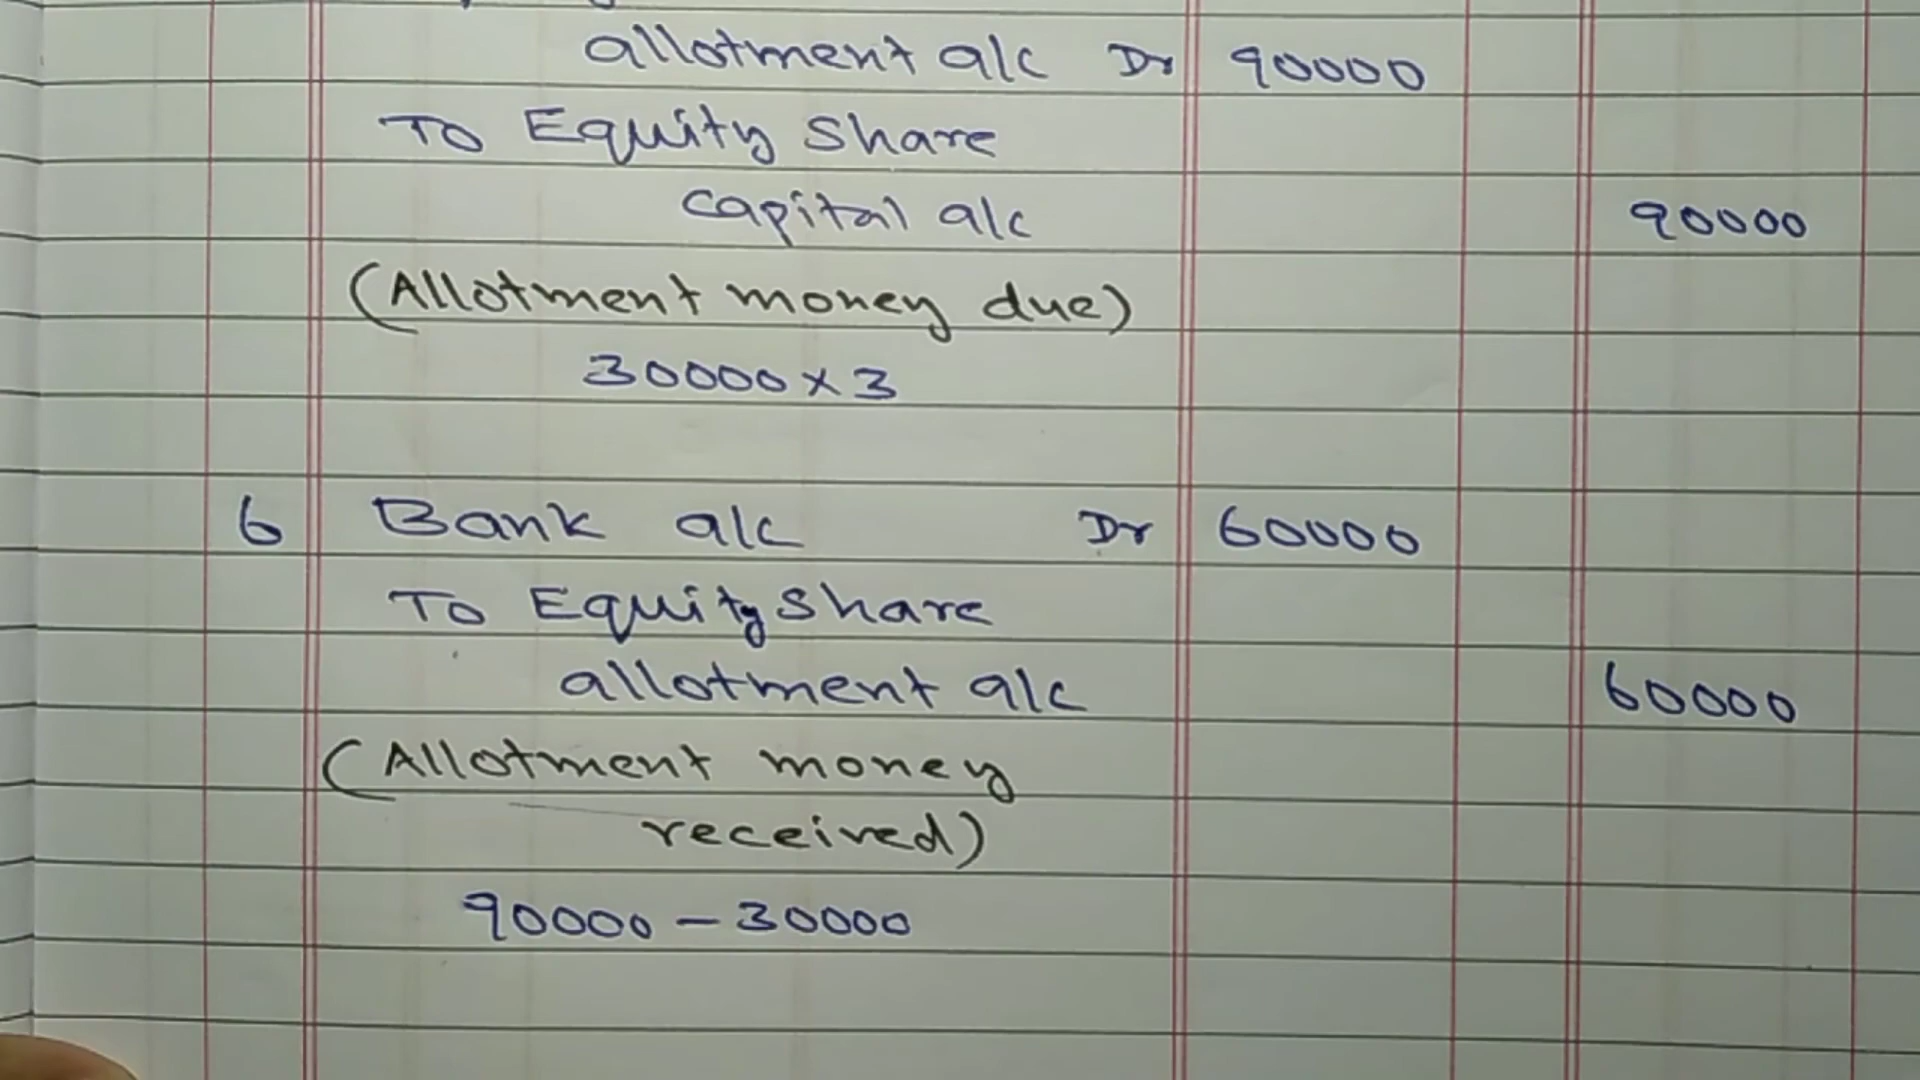 allotment a/c Dr 90000
To Equity Share
Capital a/c 90000
(Allotment money due)
30000 x 3
6 Bank a/c Dr 60000
To Equity Share
allotment a/c 60000
(Allotment money
received)
90000 - 30000